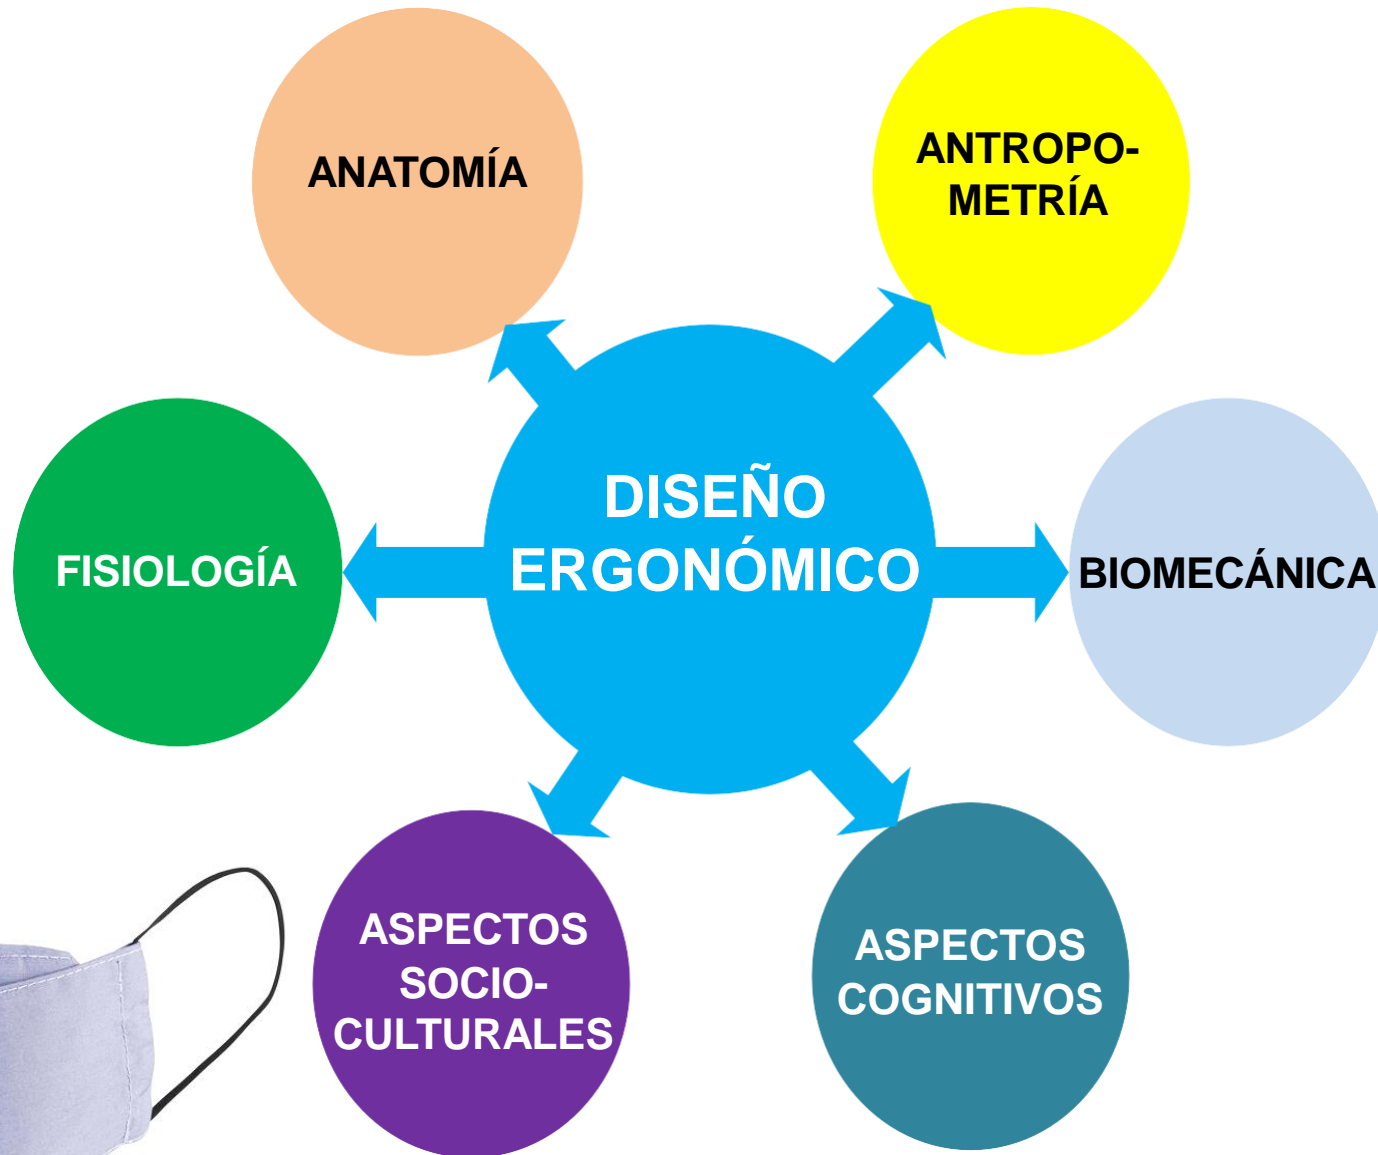 ANATOMÍA
ANTROPO-
METRÍA
DISEÑO
ERGONÓMICO
FISIOLOGÍA
BIOMECÁNICA
ASPECTOS
SOCIO-
CULTURALES
ASPECTOS
COGNITIVOS